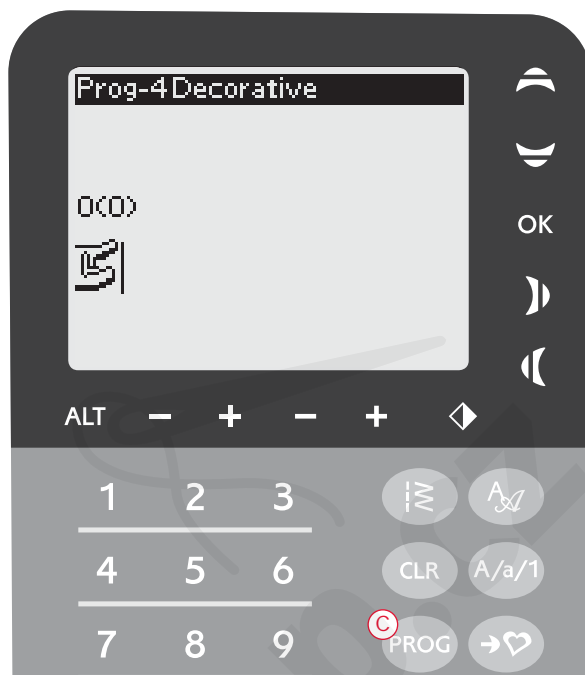 Prog-4 Decorative
0(0)
OK
ALT − + − +
1 2 3 A
4 5 6 CLR A/a/1
7 8 9 C PROG